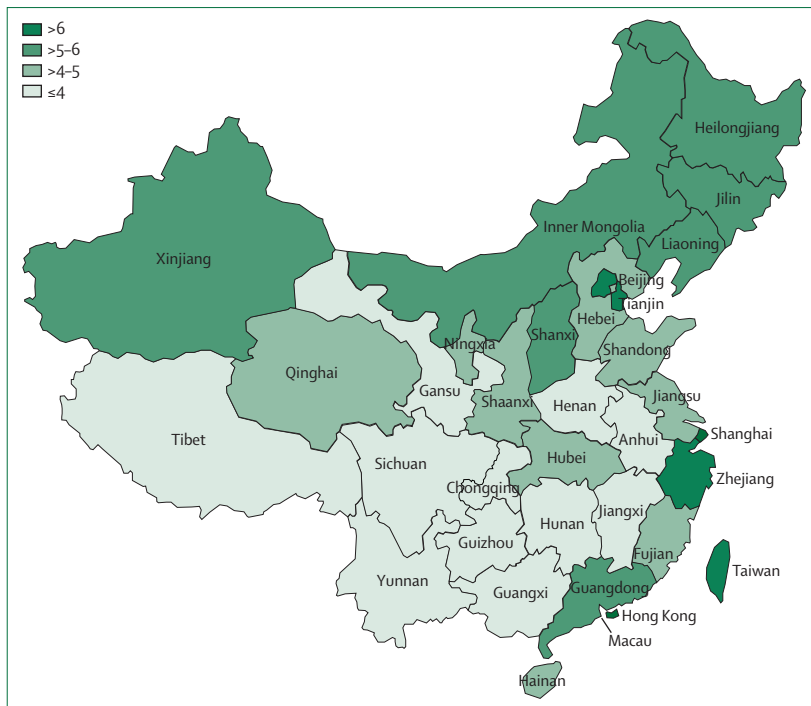 >6
>5–6
>4–5
≤4
Heilongjiang
Jilin
Inner Mongolia
Liaoning
Xinjiang
Beijing
Tianjin
Hebei
Ningxia
Shanxi
Shandong
Qinghai
Gansu
Shaanxi
Henan
Jiangsu
Tibet
Anhui
Shanghai
Sichuan
Hubei
Zhejiang
Chongqing
Hunan
Jiangxi
Guizhou
Fujian
Taiwan
Yunnan
Guangxi
Guangdong
Hong Kong
Macau
Hainan